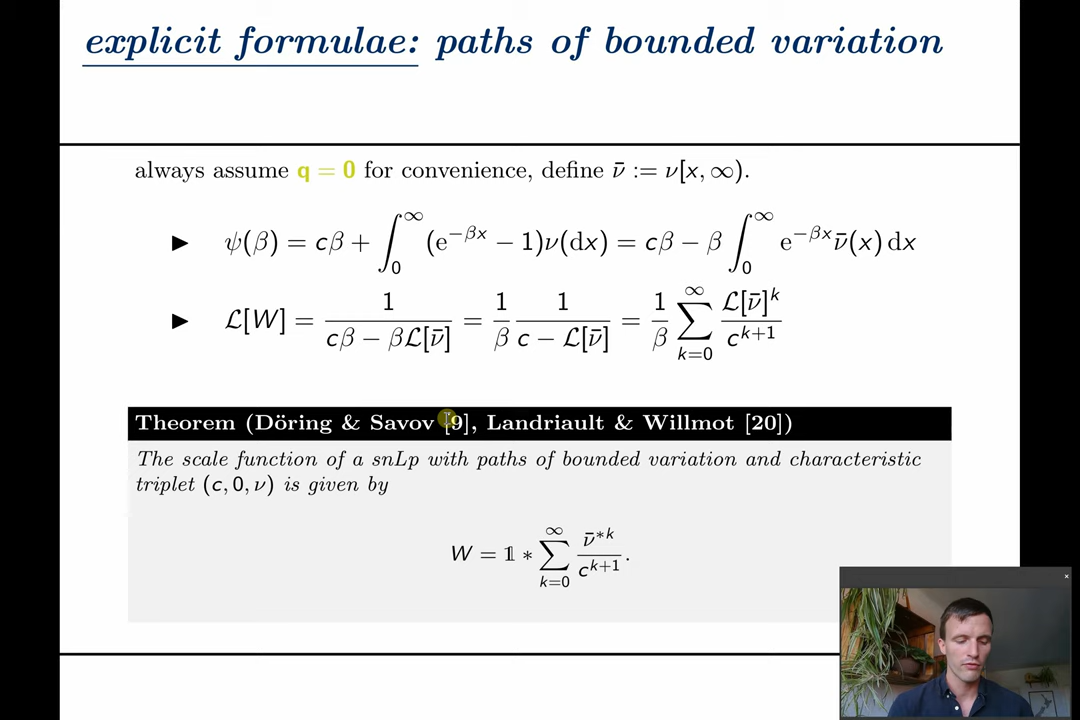 explicit formulae: paths of bounded variation
always assume q = 0 for convenience, define ν̄ := ν[x, ∞).
▶ ψ(β) = cβ + ∫₀^∞ (e^{−βx} − 1)ν(dx) = cβ − β ∫₀^∞ e^{−βx} ν̄(x) dx
▶ ℒ[W] = 1/(cβ − βℒ[ν̄]) = (1/β) 1/(c − ℒ[ν̄]) = (1/β) ∑_{k=0}^∞ ℒ[ν̄]^k/c^{k+1}
Theorem (Döring & Savov [9], Landriault & Willmot [20])
The scale function of a snLp with paths of bounded variation and characteristic
triplet (c, 0, ν) is given by
W = 𝟙 * ∑_{k=0}^∞ ν̄^{*k}/c^{k+1}.